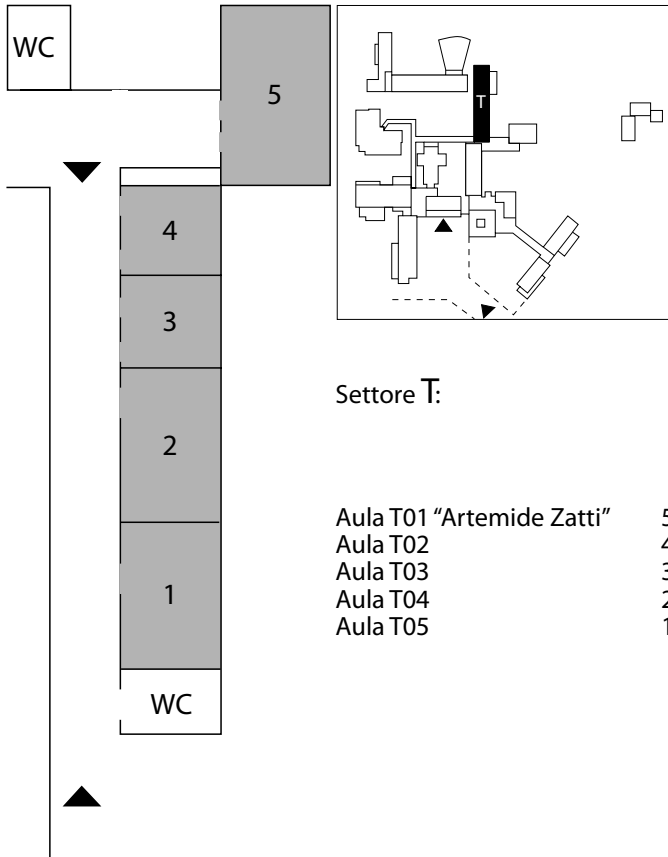 WC
5
T
4
3
2
1
WC
Settore T:
Aula T01 “Artemide Zatti” 5
Aula T02 4
Aula T03 3
Aula T04 2
Aula T05 1